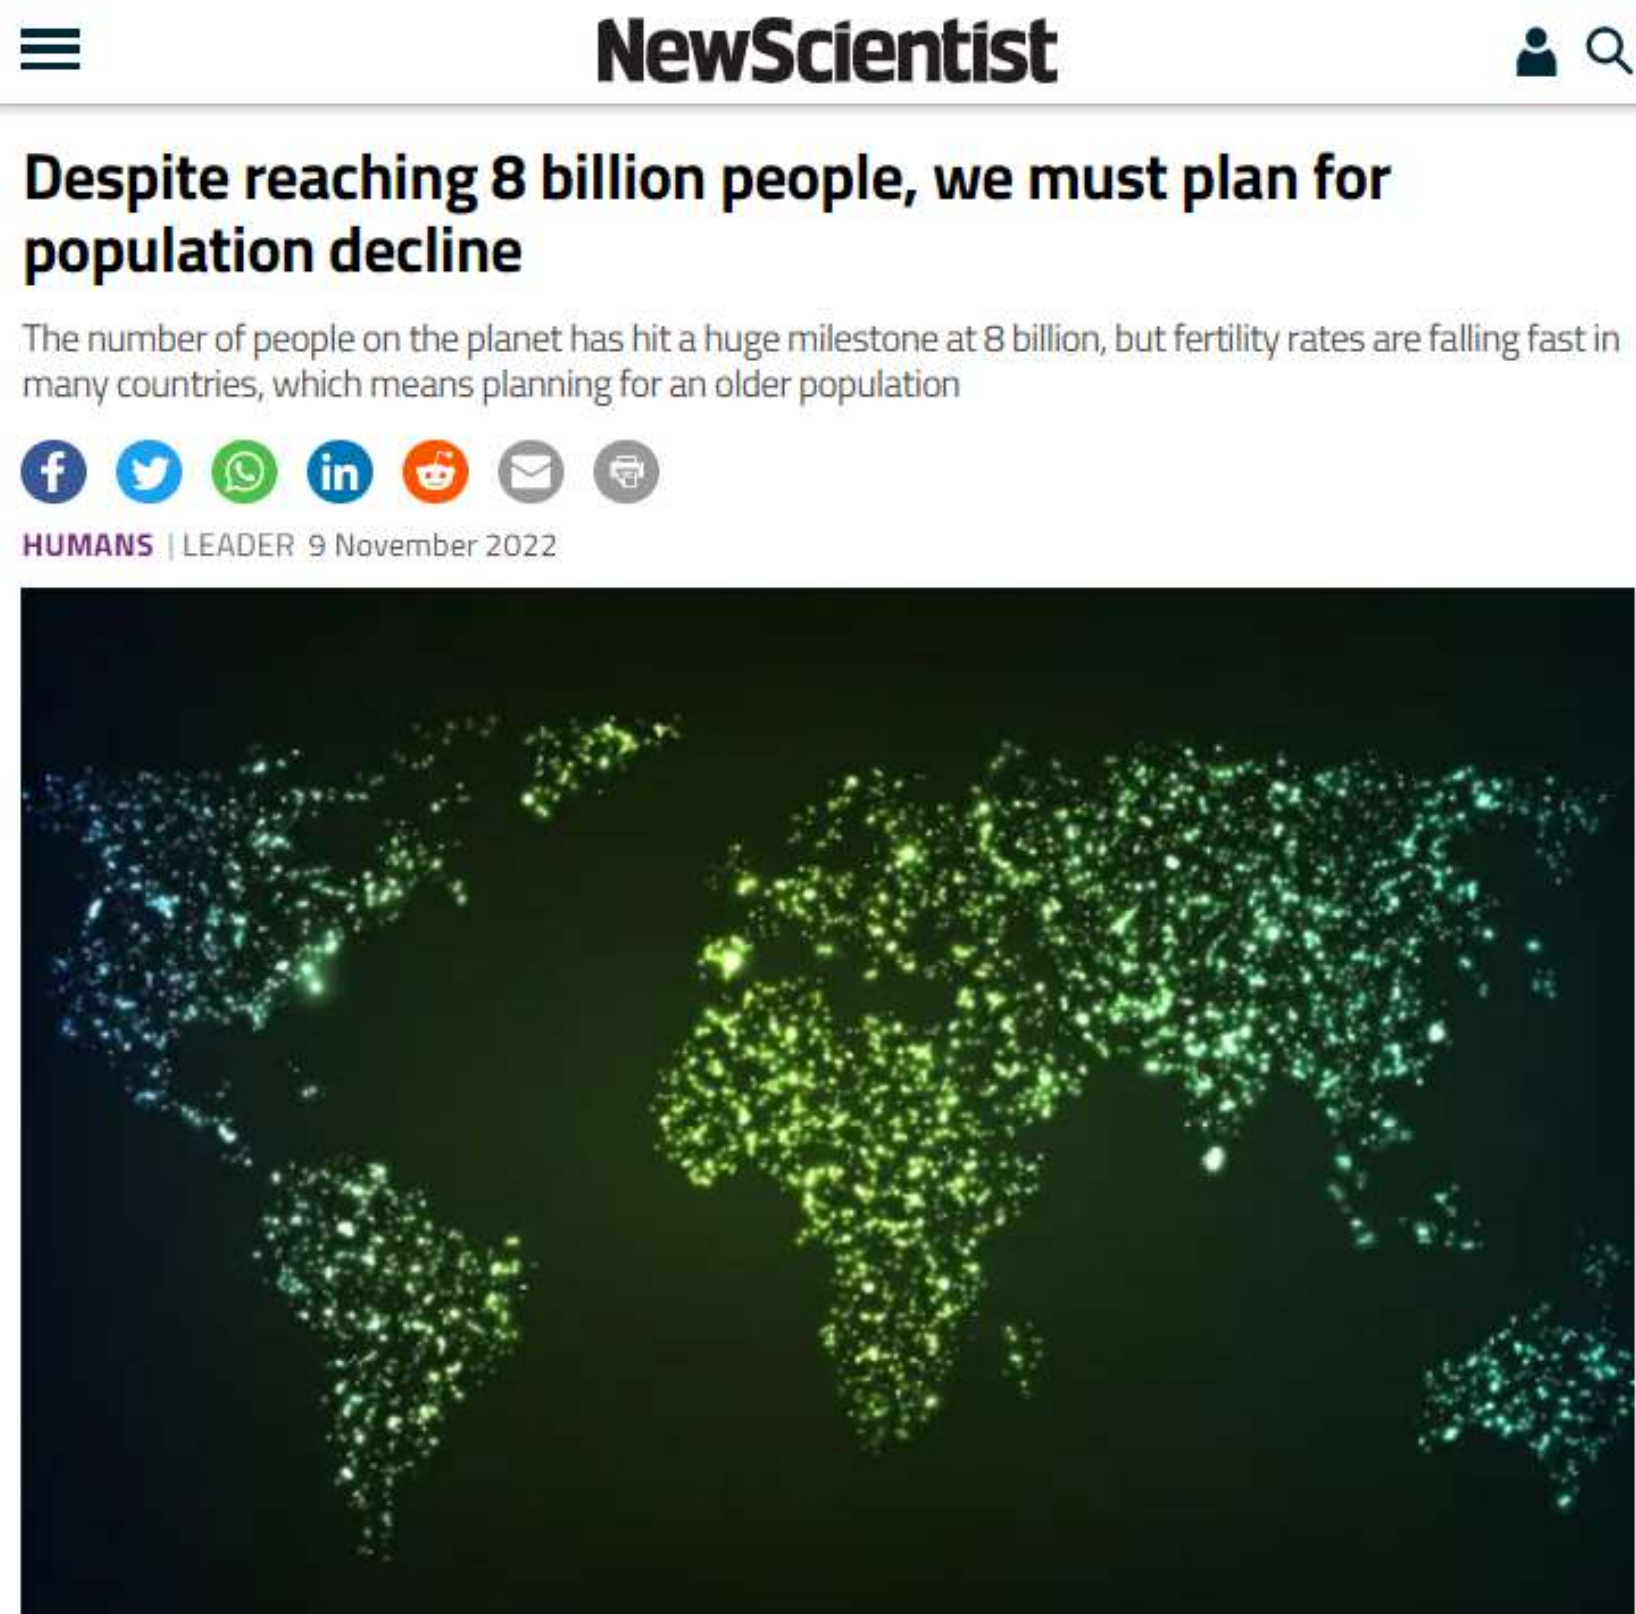 NewScientist
Despite reaching 8 billion people, we must plan for
population decline
The number of people on the planet has hit a huge milestone at 8 billion, but fertility rates are falling fast in
many countries, which means planning for an older population
f in
HUMANS | LEADER 9 November 2022